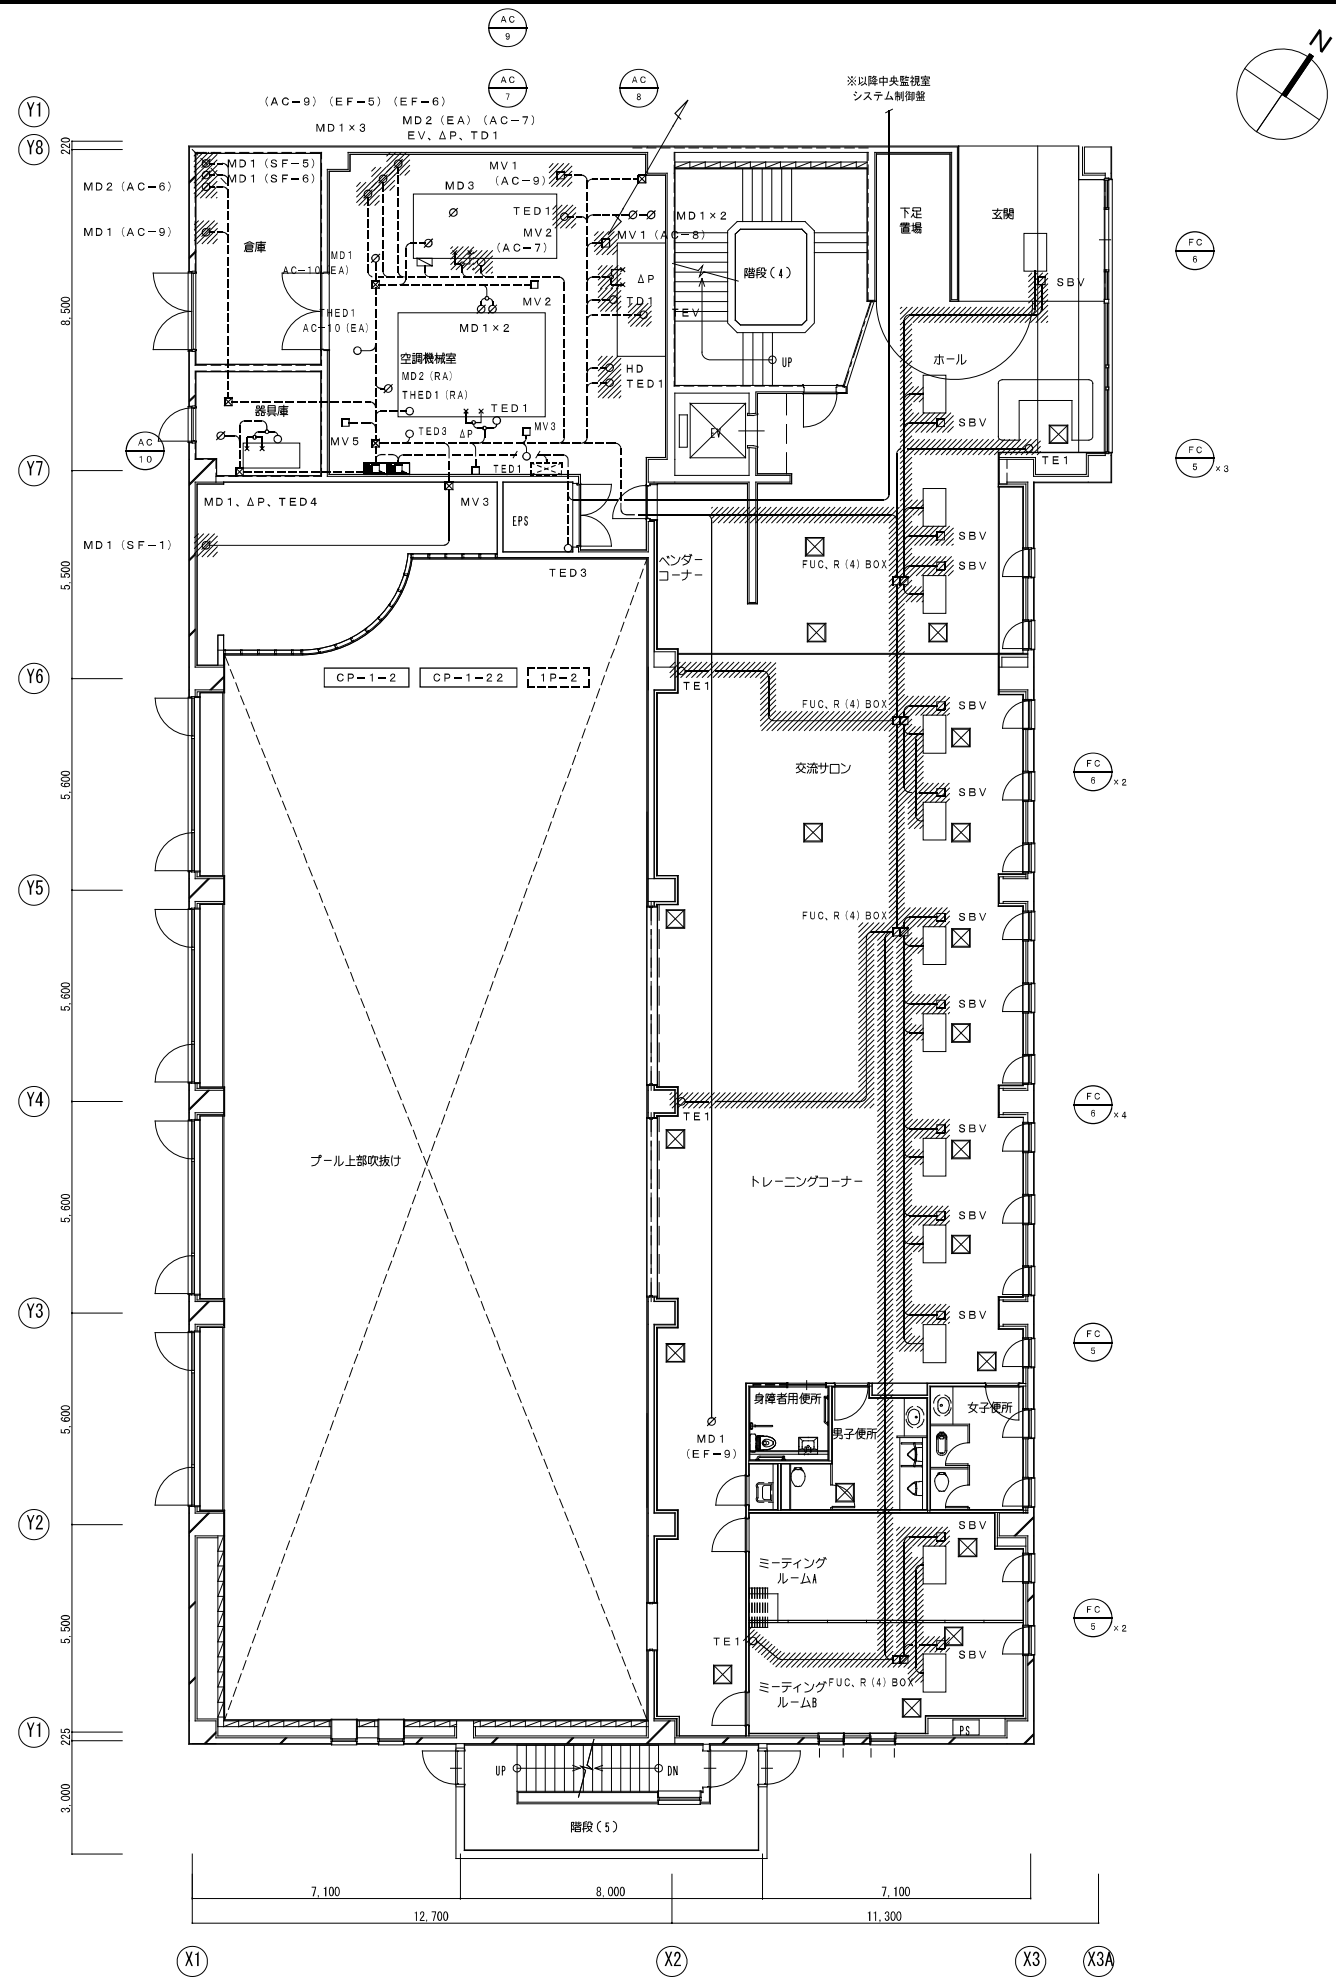 AC
9
N
AC
7
AC
8
※以降中央監視室
システム制御盤
Y1
(AC-9) (EF-5) (EF-6)
MD1×3
MD2 (EA) (AC-7)
EV、ΔP、TD1
Y8
220
MD1 (SF-5)
MD1 (SF-6)
MD2 (AC-6)
MD1 (AC-9)
倉庫
MD3
MV1
(AC-9)
TED1
MV2
(AC-7)
MD1×2
MV1 (AC-8)
下足
置場
玄関
FC
6
MD1
AC-10 (EA)
ΔP
TD1
TEV
階段(4)
SBV
MV2
THED1
AC-10 (EA)
MD1×2
8,500
空調機械室
MD2 (RA)
THED1 (RA)
HD
TED1
UP
ホール
器具庫
TED1
MV5
TED3
ΔP
MV3
TED1
EV
SBV
AC
10
TE1
FC
5
×3
Y7
MD1、ΔP、TED4
MV3
EPS
MD1 (SF-1)
TED3
ベンダー
コーナー
SBV
FUC、R (4) BOX
SBV
5,500
Y6
CP-1-2
CP-1-22
1P-2
TE1
FUC、R (4) BOX
SBV
交流サロン
FC
6
×2
SBV
5,600
Y5
FUC、R (4) BOX
SBV
5,600
SBV
Y4
TE1
FC
6
×4
SBV
プール上部吹抜け
トレーニングコーナー
5,600
SBV
Y3
SBV
FC
5
5,600
身障者用便所
男子便所
女子便所
MD1
(EF-9)
Y2
SBV
ミーティング
ルームA
5,500
FC
5
×2
TE1
SBV
ミーティング
ルームB
FUC、R (4) BOX
PS
Y1
225
UP
DN
3,000
階段(5)
7,100
8,000
7,100
12,700
11,300
X1
X2
X3
X3A